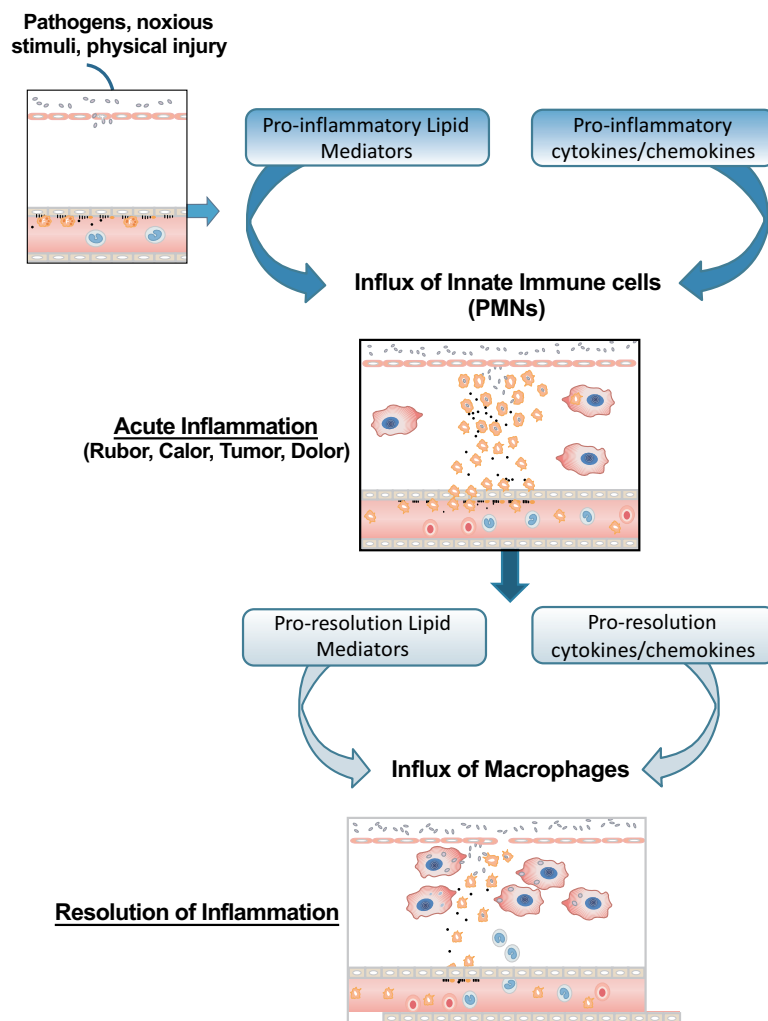 Pathogens, noxious
stimuli, physical injury
Pro-inflammatory Lipid
Mediators
Pro-inflammatory
cytokines/chemokines
Influx of Innate Immune cells
(PMNs)
Acute Inflammation
(Rubor, Calor, Tumor, Dolor)
Pro-resolution Lipid
Mediators
Pro-resolution
cytokines/chemokines
Influx of Macrophages
Resolution of Inflammation